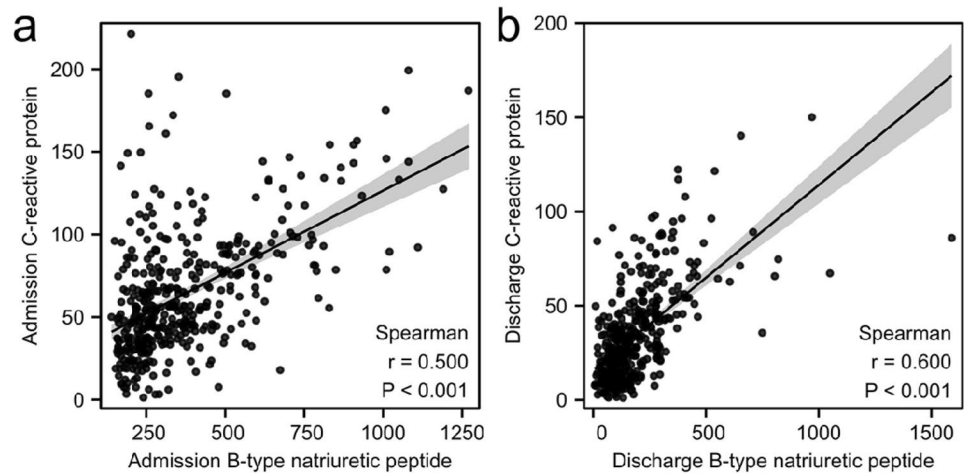 a
Admission C-reactive protein
200
150
100
50
0
250
500
750
1000
1250
Admission B-type natriuretic peptide
Spearman
r = 0.500
P < 0.001
b
Discharge C-reactive protein
200
150
100
50
0
0
500
1000
1500
Discharge B-type natriuretic peptide
Spearman
r = 0.600
P < 0.001